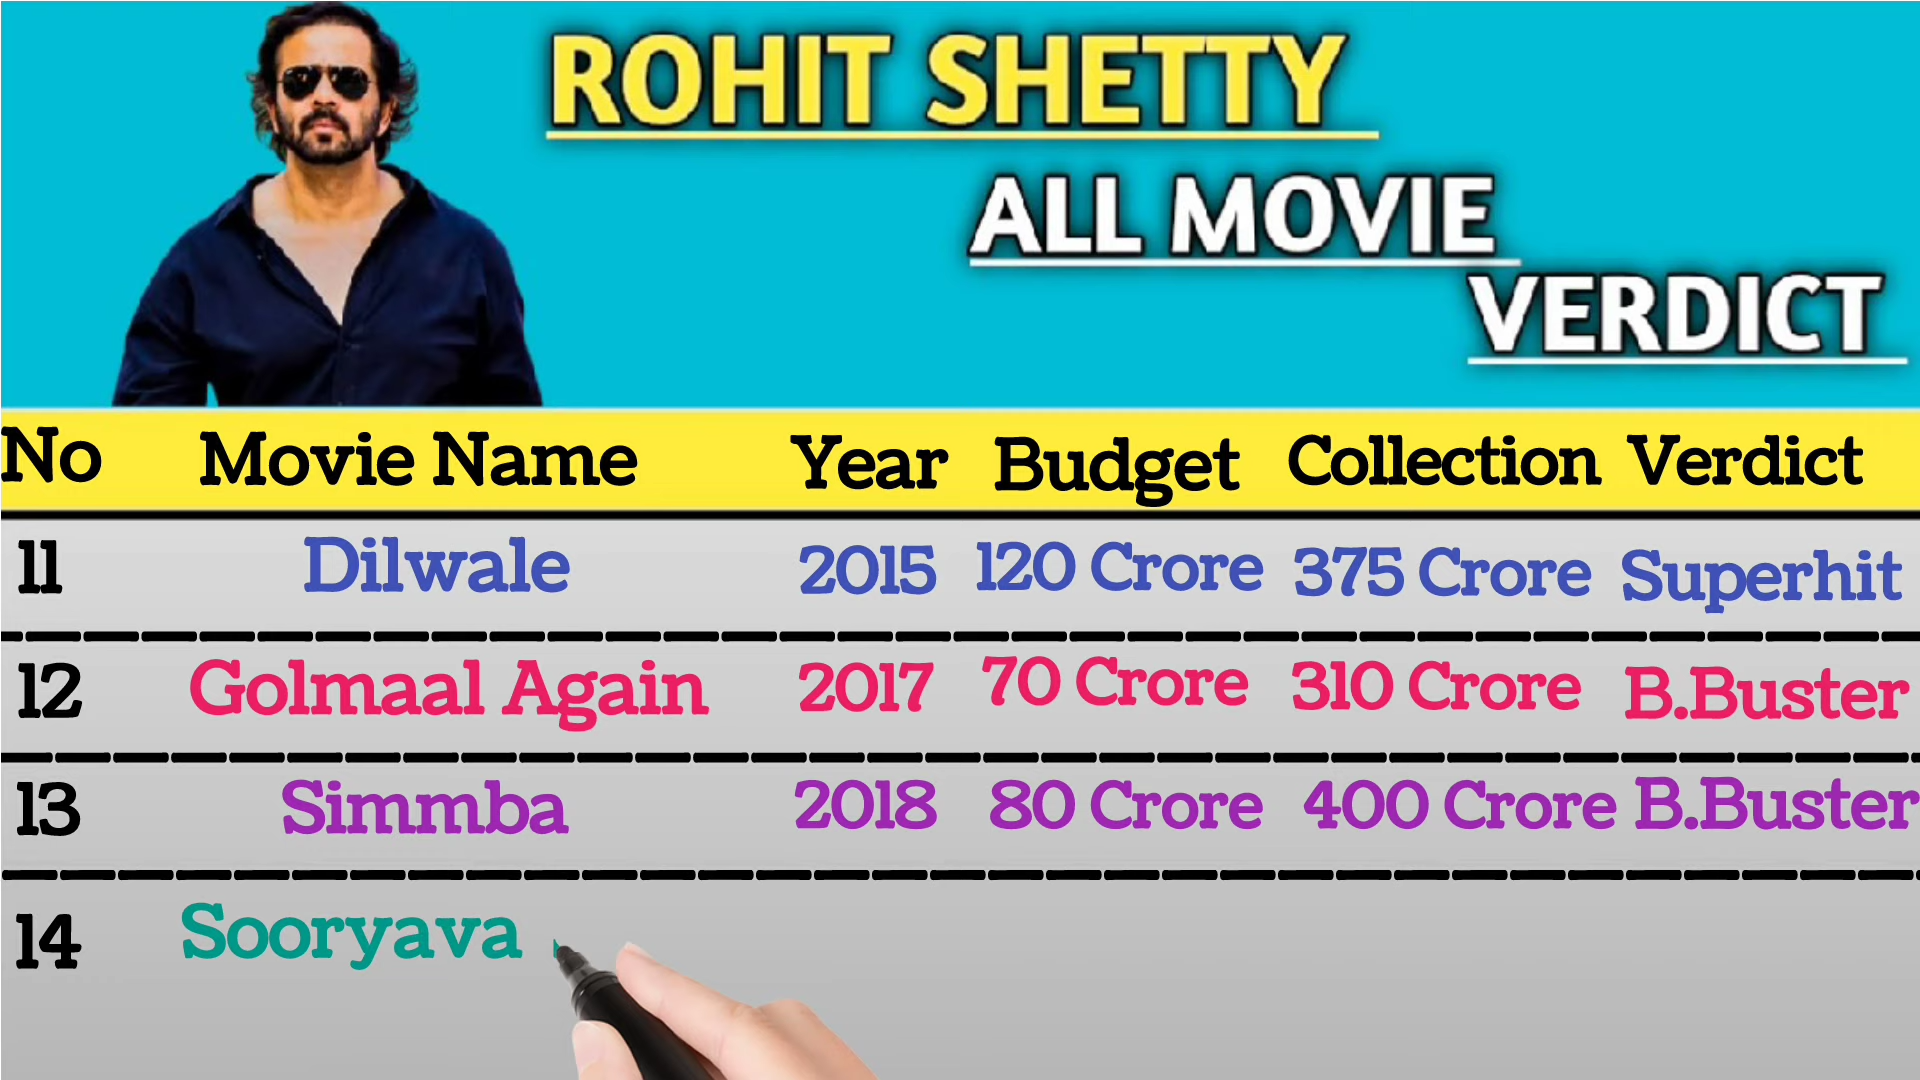 ROHIT SHETTY
ALL MOVIE
VERDICT
No Movie Name Year Budget Collection Verdict
11 Dilwale 2015 120 Crore 375 Crore Superhit
12 Golmaal Again 2017 70 Crore 310 Crore B.Buster
13 Simmba 2018 80 Crore 400 Crore B.Buster
14 Sooryava